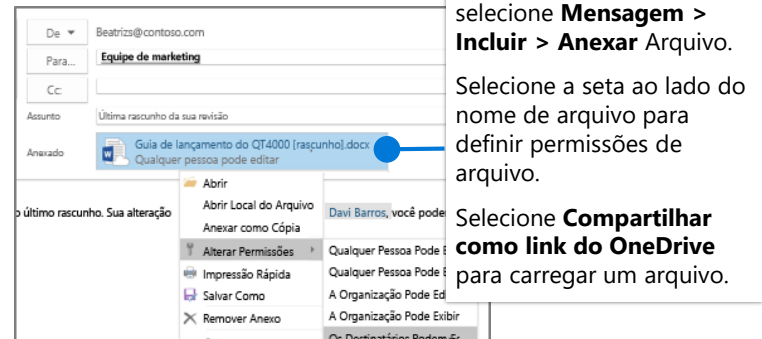 De
Beatrizs@contoso.com
Para...
Equipe de marketing
Cc:
Assunto
Última rascunho da sua revisão
Anexado
Guia de lançamento do QT4000 [rascunho].docx
Qualquer pessoa pode editar
último rascunho. Sua alteração
Davi Barros, você
Abrir
Abrir Local do Arquivo
Anexar como Cópia
Alterar Permissões
Impressão Rápida
Salvar Como
Remover Anexo
Qualquer Pessoa Pode
Qualquer Pessoa Pode
A Organização Pode
A Organização Pode Exibir
Os Destinatários
selecione Mensagem >
Incluir > Anexar Arquivo.
Selecione a seta ao lado do
nome de arquivo para
definir permissões de
arquivo.
Selecione Compartilhar
como link do OneDrive
para carregar um arquivo.